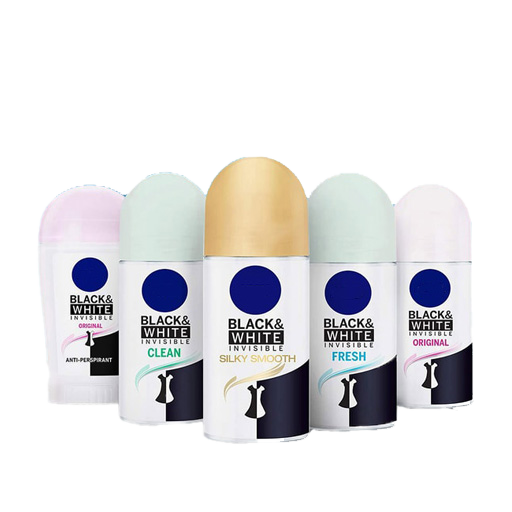 BLACK&
WHITE
INVISIBLE
ORIGINAL
ANTI-PERSPIRANT
BLACK&
WHITE
INVISIBLE
CLEAN
BLACK&
WHITE
INVISIBLE
SILKY SMOOTH
BLACK&
WHITE
INVISIBLE
FRESH
BLACK&
WHITE
INVISIBLE
ORIGINAL